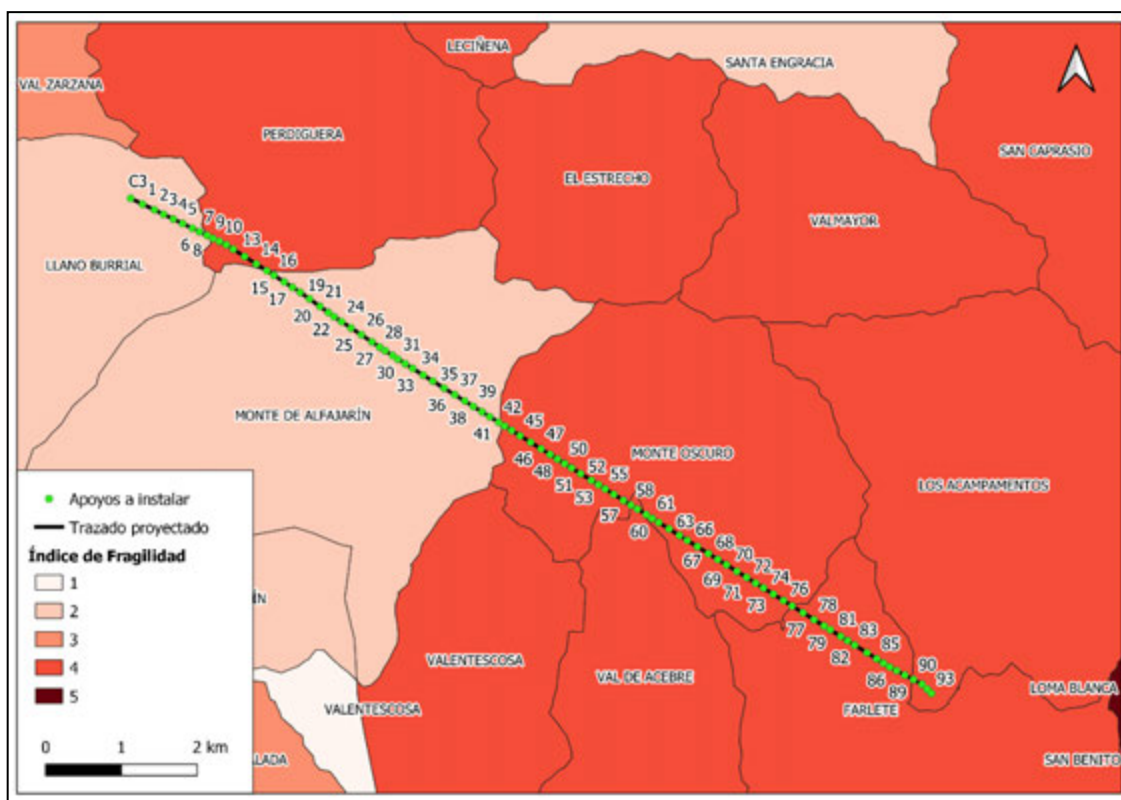 LECIÑENA
SANTA ENGRACIA
VAL ZARZANA
PERDIGUERA
SAN CAPRASIO
EL ESTRECHO
VALMAYOR
C3 1 2 3 4 5 7 9 10 13 14 16
6 8 15 17
LLANO BURRIAL
19 21 24 26 28 31 34 35 37 39
20 22 25 27 30 33 36 38 41
MONTE DE ALFAJARÍN
42 45 47 50 52 55 58 61 63 66 68 70 72 74 76 78 81 83 85 90 93
46 48 51 53 57 60 67 69 71 73 77 79 82 86 89
MONTE OSCURO
LOS ACAMPAMENTOS
VALENTESCOSA
VAL DE ACEBRE
LOMA BLANCA
VALENTESCOSA
FARLETE
SAN BENITO
ÍN
ALADA
Apoyos a instalar
Trazado proyectado
Índice de Fragilidad
1
2
3
4
5
0 1 2 km